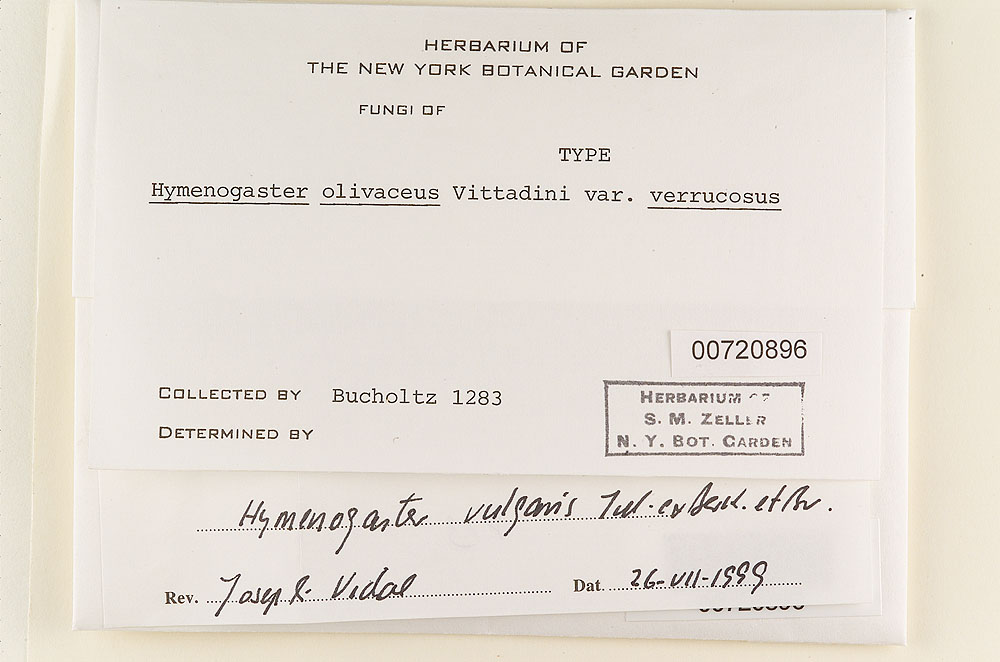 HERBARIUM OF
THE NEW YORK BOTANICAL GARDEN
FUNGI OF
TYPE
Hymenogaster olivaceus Vittadini var. verrucosus
00720896
COLLECTED BY Bucholtz 1283
DETERMINED BY
HERBARIUM OF
S. M. ZELLER
N. Y. BOT. GARDEN
Hymenogaster vulgaris Tul. ex Berk. et Br.
Rev. Josep R. Vidal Dat. 26-VII-1999